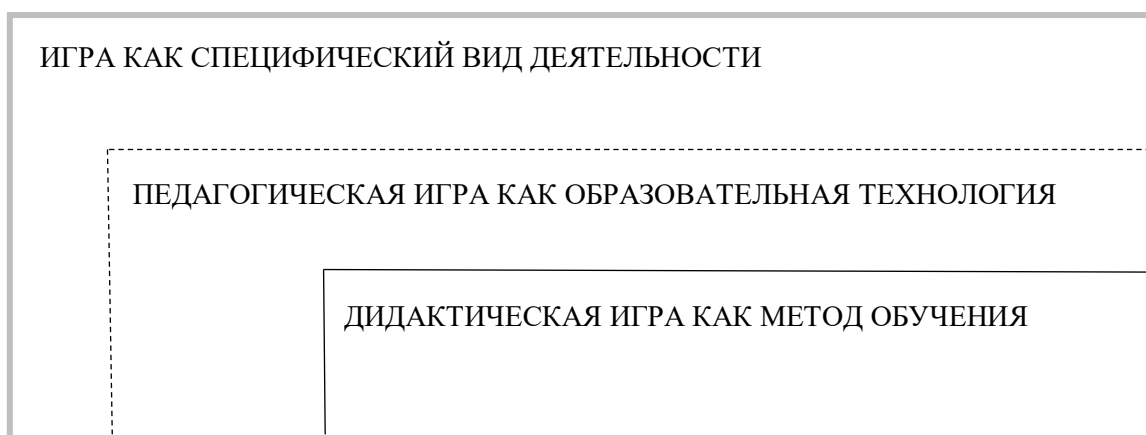 ИГРА КАК СПЕЦИФИЧЕСКИЙ ВИД ДЕЯТЕЛЬНОСТИ
ПЕДАГОГИЧЕСКАЯ ИГРА КАК ОБРАЗОВАТЕЛЬНАЯ ТЕХНОЛОГИЯ
ДИДАКТИЧЕСКАЯ ИГРА КАК МЕТОД ОБУЧЕНИЯ